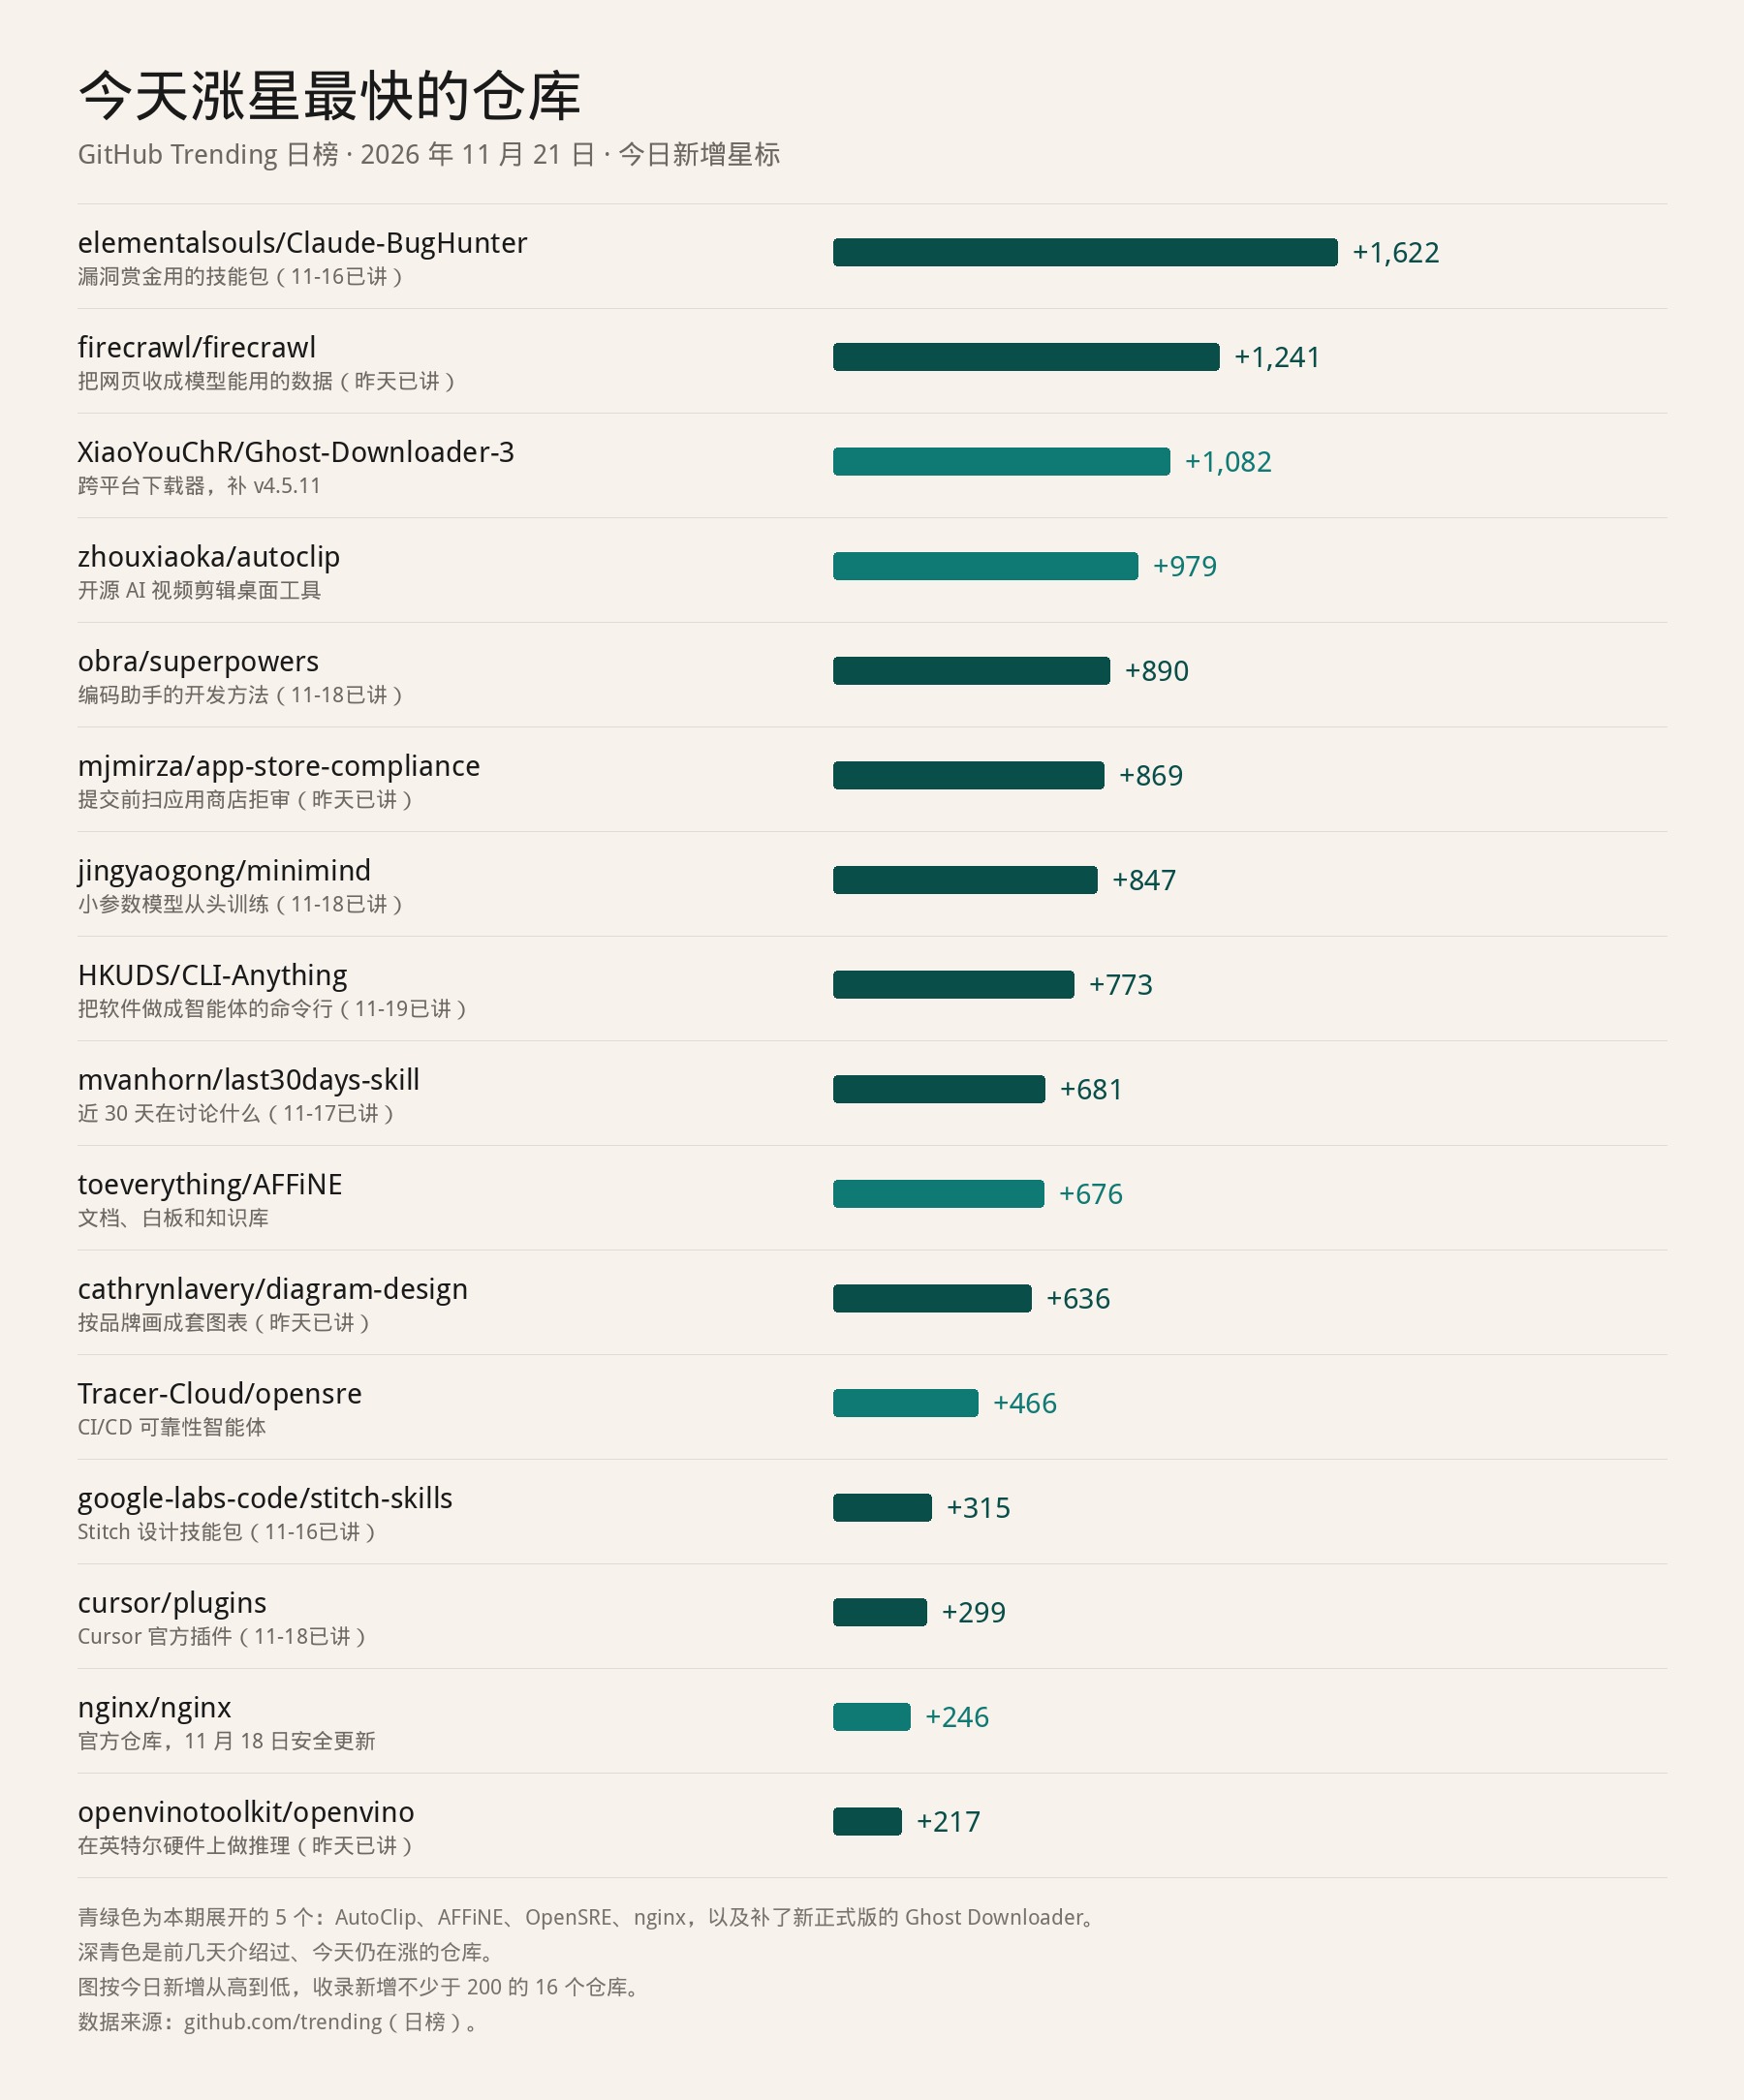 今天涨星最快的仓库
GitHub Trending 日榜 · 2026 年 11 月 21 日 · 今日新增星标
elementalsouls/Claude-BugHunter
+1,622
漏洞赏金用的技能包（11-16已讲）
firecrawl/firecrawl
+1,241
把网页收成模型能用的数据（昨天已讲）
XiaoYouChR/Ghost-Downloader-3
+1,082
跨平台下载器，补 v4.5.11
zhouxiaoka/autoclip
+979
开源 AI 视频剪辑桌面工具
obra/superpowers
+890
编码助手的开发方法（11-18已讲）
mjmirza/app-store-compliance
+869
提交前扫应用商店拒审（昨天已讲）
jingyaogong/minimind
+847
小参数模型从头训练（11-18已讲）
HKUDS/CLI-Anything
+773
把软件做成智能体的命令行（11-19已讲）
mvanhorn/last30days-skill
+681
近 30 天在讨论什么（11-17已讲）
toeverything/AFFiNE
+676
文档、白板和知识库
cathrynlavery/diagram-design
+636
按品牌画成套图表（昨天已讲）
Tracer-Cloud/opensre
+466
CI/CD 可靠性智能体
google-labs-code/stitch-skills
+315
Stitch 设计技能包（11-16已讲）
cursor/plugins
+299
Cursor 官方插件（11-18已讲）
nginx/nginx
+246
官方仓库，11 月 18 日安全更新
openvinotoolkit/openvino
+217
在英特尔硬件上做推理（昨天已讲）
青绿色为本期展开的 5 个：AutoClip、AFFiNE、OpenSRE、nginx，以及补了新正式版的 Ghost Downloader。
深青色是前几天介绍过、今天仍在涨的仓库。
图按今日新增从高到低，收录新增不少于 200 的 16 个仓库。
数据来源：github.com/trending（日榜）。